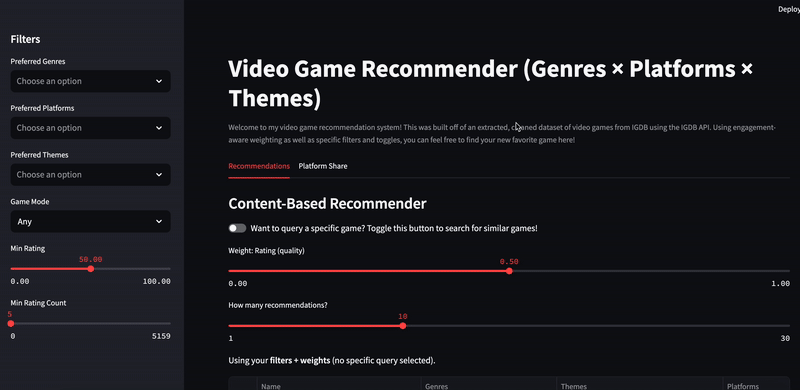 Deploy
Filters
Preferred Genres
Choose an option
Preferred Platforms
Choose an option
Preferred Themes
Choose an option
Game Mode
Any
Min Rating
50.00
0.00 100.00
Min Rating Count
5
0 5159
Video Game Recommender (Genres × Platforms ×
Themes)
Welcome to my video game recommendation system! This was built off of an extracted, cleaned dataset of video games from IGDB using the IGDB API. Using engagement-
aware weighting as well as specific filters and toggles, you can feel free to find your new favorite game here!
Recommendations Platform Share
Content-Based Recommender
Want to query a specific game? Toggle this button to search for similar games!
Weight: Rating (quality)
0.50
0.00 1.00
How many recommendations?
10
1 30
Using your filters + weights (no specific query selected).
Name Genres Themes Platforms